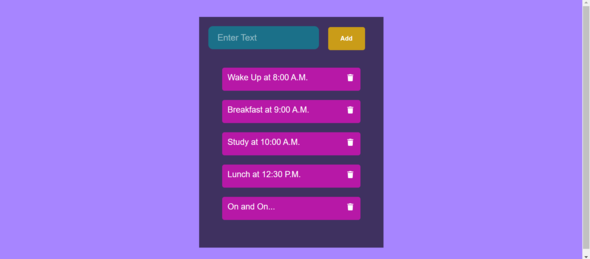 Enter Text
Add
Wake Up at 8:00 A.M.
Breakfast at 9:00 A.M.
Study at 10:00 A.M.
Lunch at 12:30 P.M.
On and On...